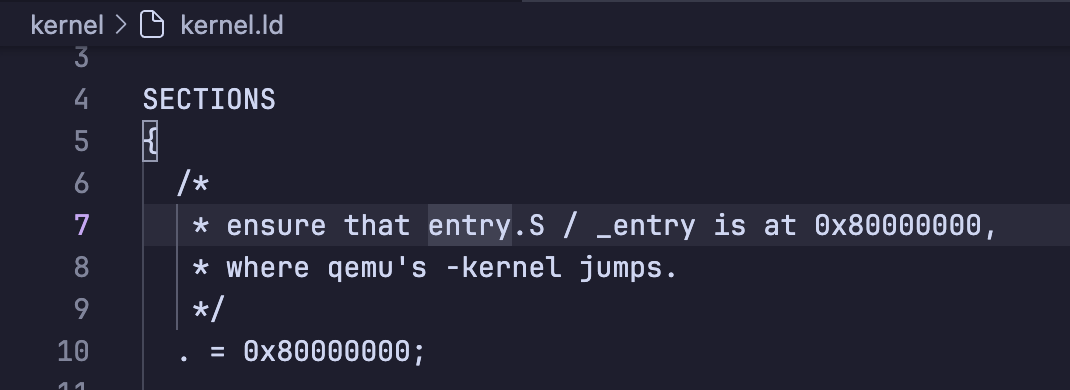 kernel > kernel.ld
3
4 SECTIONS
5 {
6 /*
7 * ensure that entry.S / _entry is at 0x80000000,
8 * where qemu's -kernel jumps.
9 */
10 . = 0x80000000;
11